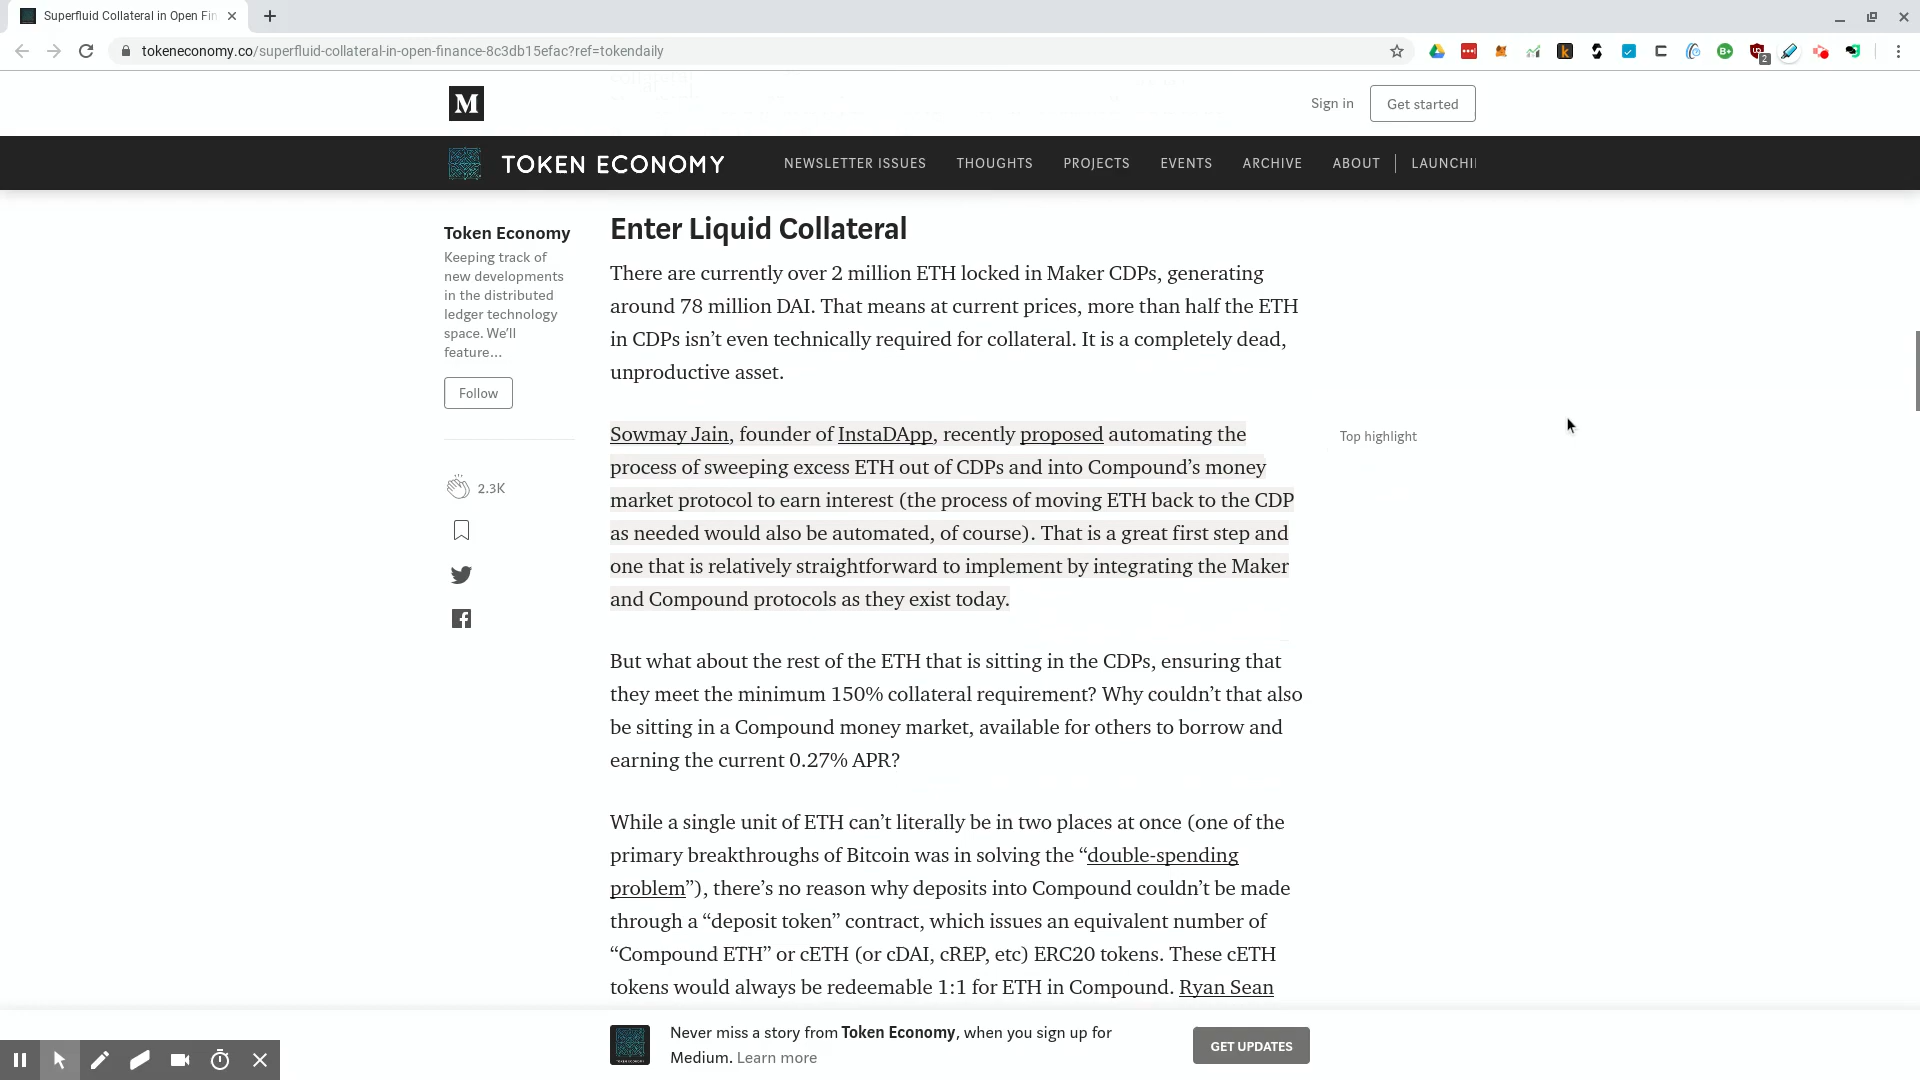 Superfluid Collateral in Open Fin
tokeneconomy.co/superfluid-collateral-in-open-finance-8c3db15efac?ref=tokendaily
2
M
Sign in
Get started
TOKEN ECONOMY
NEWSLETTER ISSUES
THOUGHTS
PROJECTS
EVENTS
ARCHIVE
ABOUT
LAUNCHI
Token Economy
Keeping track of
new developments
in the distributed
ledger technology
space. We’ll
feature…
Follow
2.3K
Enter Liquid Collateral
There are currently over 2 million ETH locked in Maker CDPs, generating
around 78 million DAI. That means at current prices, more than half the ETH
in CDPs isn’t even technically required for collateral. It is a completely dead,
unproductive asset.
Sowmay Jain, founder of InstaDApp, recently proposed automating the
process of sweeping excess ETH out of CDPs and into Compound’s money
market protocol to earn interest (the process of moving ETH back to the CDP
as needed would also be automated, of course). That is a great first step and
one that is relatively straightforward to implement by integrating the Maker
and Compound protocols as they exist today.
Top highlight
But what about the rest of the ETH that is sitting in the CDPs, ensuring that
they meet the minimum 150% collateral requirement? Why couldn’t that also
be sitting in a Compound money market, available for others to borrow and
earning the current 0.27% APR?
While a single unit of ETH can’t literally be in two places at once (one of the
primary breakthroughs of Bitcoin was in solving the “double-spending
problem”), there’s no reason why deposits into Compound couldn’t be made
through a “deposit token” contract, which issues an equivalent number of
“Compound ETH” or cETH (or cDAI, cREP, etc) ERC20 tokens. These cETH
tokens would always be redeemable 1:1 for ETH in Compound. Ryan Sean
Never miss a story from Token Economy, when you sign up for
Medium. Learn more
GET UPDATES